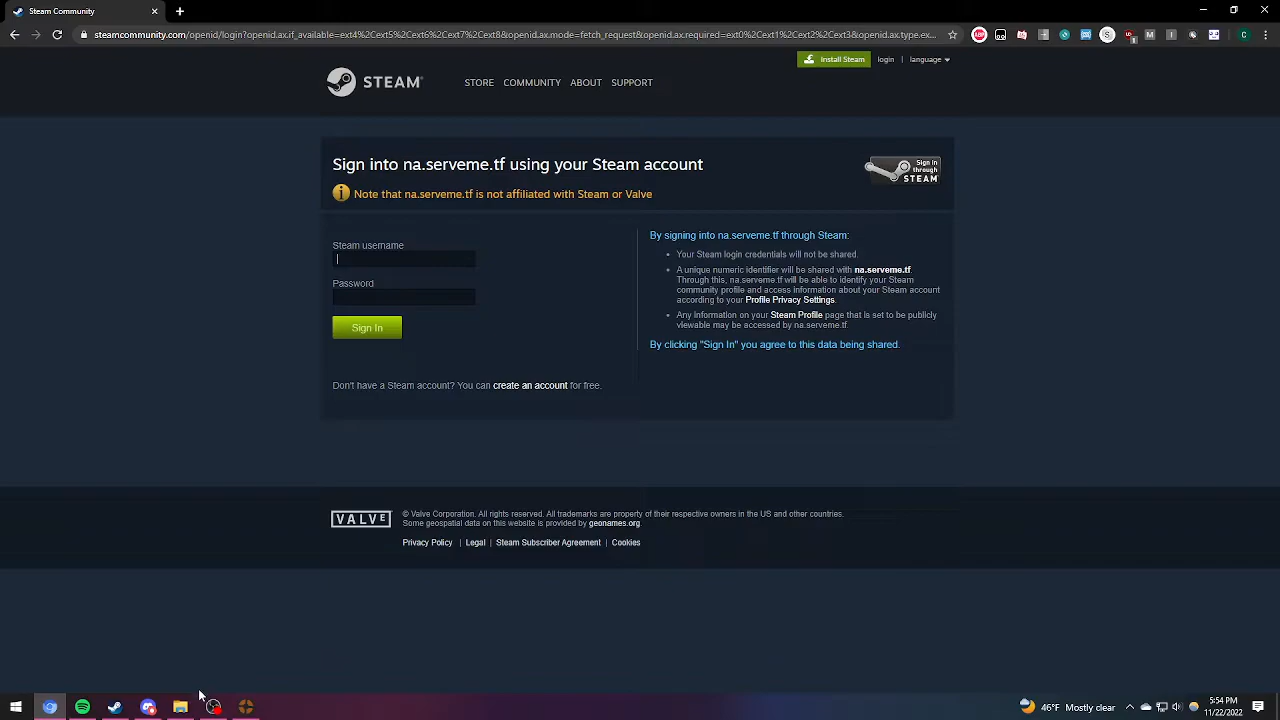 Steam Community
steamcommunity.com/openid/login?openid.ax.if_available=ext4%2Cext5%2Cext6%2Cext7%2Cext8&openid.ax.mode=fetch_request&openid.ax.required=ext0%2Cext1%2Cext2%2Cext3&openid.ax.type.ex...
Install Steam login | language
STEAM®
STORE COMMUNITY ABOUT SUPPORT
Sign into na.serveme.tf using your Steam account
Sign in
through
STEAM
Note that na.serveme.tf is not affiliated with Steam or Valve
Steam username
Password
Sign In
Don't have a Steam account? You can create an account for free.
By signing into na.serveme.tf through Steam:
• Your Steam login credentials will not be shared.
• A unique numeric identifier will be shared with na.serveme.tf.
Through this, na.serveme.tf will be able to identify your Steam
community profile and access information about your Steam account
according to your Profile Privacy Settings.
• Any information on your Steam Profile page that is set to be publicly
viewable may be accessed by na.serveme.tf.
By clicking "Sign In" you agree to this data being shared.
VALVE
© Valve Corporation. All rights reserved. All trademarks are property of their respective owners in the US and other countries.
Some geospatial data on this website is provided by geonames.org.
Privacy Policy | Legal | Steam Subscriber Agreement | Cookies
46°F Mostly clear
5:54 PM
11/22/2022